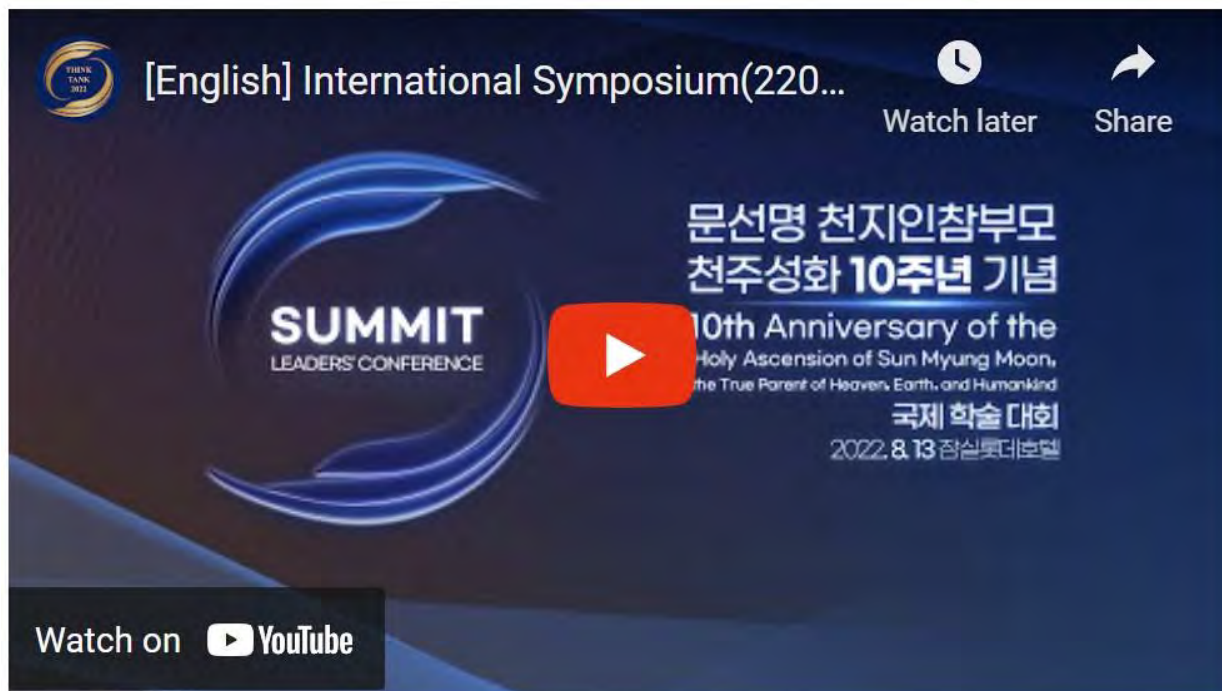 THINK
TANK
2022
[English] International Symposium(220...
Watch later
Share
SUMMIT
LEADERS' CONFERENCE
문선명 천지인참부모
천주성화 10주년 기념
10th Anniversary of the
Holy Ascension of Sun Myung Moon,
the True Parent of Heaven, Earth, and Humankind
국제 학술 대회
2022. 8. 13 잠실롯데호텔
Watch on YouTube